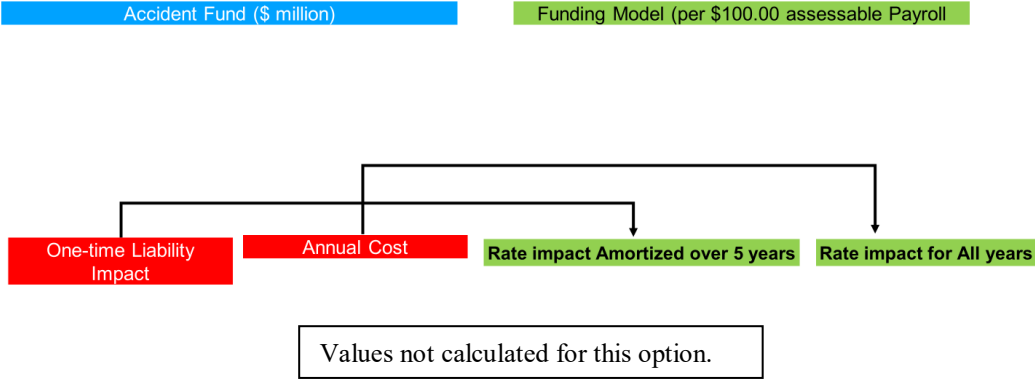 Accident Fund ($ million)
Funding Model (per $100.00 assessable Payroll
One-time Liability
Impact
Annual Cost
Rate impact Amortized over 5 years
Rate impact for All years
Values not calculated for this option.